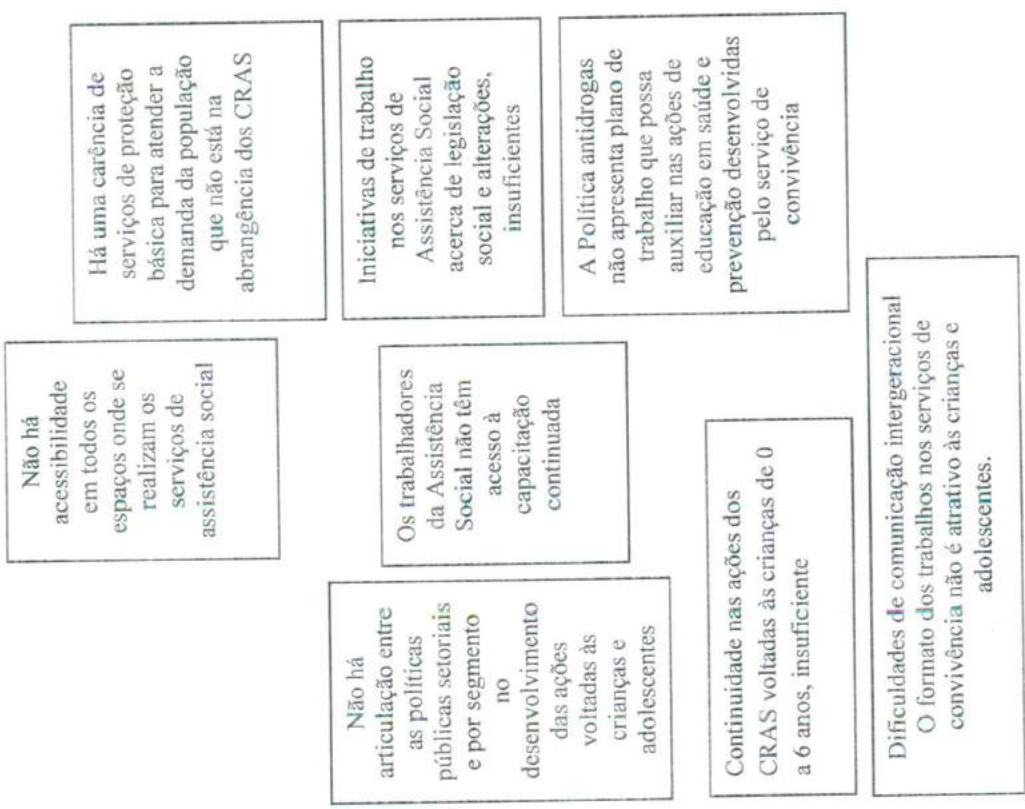 Não há
acessibilidade
em todos os
espaços onde se
realizam os
serviços de
assistência social
Há uma carência de
serviços de proteção
básica para atender a
demanda da população
que não está na
abrangência dos CRAS
Não há
articulação entre
as políticas
públicas setoriais
e por segmento
no
desenvolvimento
das ações
voltadas às
crianças e
adolescentes
Os trabalhadores
da Assistência
Social não têm
acesso à
capacitação
continuada
Iniciativas de trabalho
nos serviços de
Assistência Social
acerca de legislação
social e alterações,
insuficientes
Continuidade nas ações dos
CRAS voltadas às crianças de 0
a 6 anos, insuficiente
A Política antidrogas
não apresenta plano de
trabalho que possa
auxiliar nas ações de
educação em saúde e
prevenção desenvolvidas
pelo serviço de
convivência
Dificuldades de comunicação intergeracional
O formato dos trabalhos nos serviços de
convivência não é atrativo às crianças e
adolescentes.